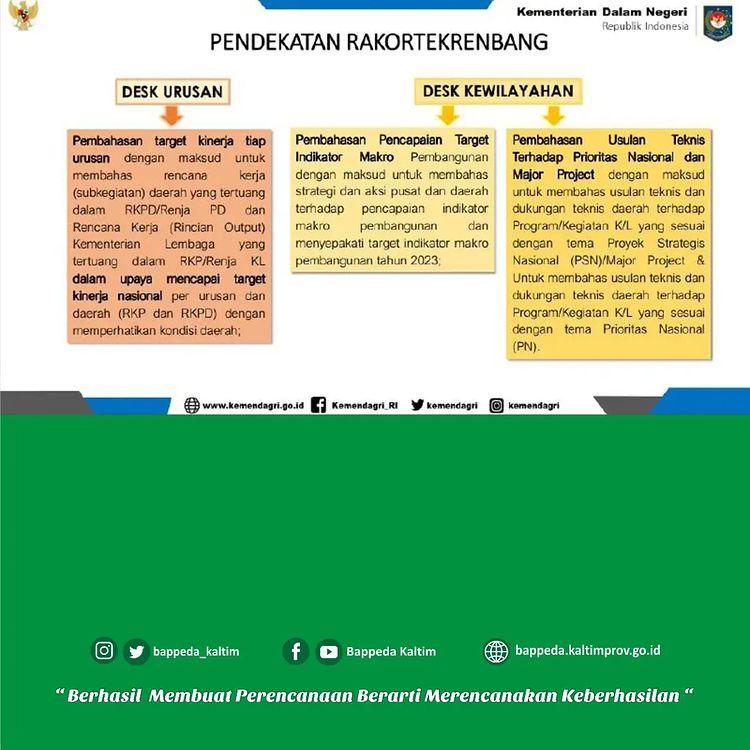 Kementerian Dalam Negeri
Republik Indonesia
PENDEKATAN RAKORTEKRENBANG
DESK URUSAN
Pembahasan target kinerja tiap
urusan dengan maksud untuk
membahas rencana kerja
(subkegiatan) daerah yang tertuang
dalam RKPD/Renja PD dan
Rencana Kerja (Rincian Output)
Kementerian Lembaga yang
tertuang dalam RKP/Renja KL
dalam upaya mencapai target
kinerja nasional per urusan dan
daerah (RKP dan RKPD) dengan
memperhatikan kondisi daerah;
DESK KEWILAYAHAN
Pembahasan Pencapaian Target
Indikator Makro Pembangunan
dengan maksud untuk membahas
strategi dan aksi pusat dan daerah
terhadap pencapaian indikator
makro pembangunan dan
menyepakati target indikator makro
pembangunan tahun 2023;
Pembahasan Usulan Teknis
Terhadap Prioritas Nasional dan
Major Project dengan maksud
untuk membahas usulan teknis dan
dukungan teknis daerah terhadap
Program/Kegiatan K/L yang sesuai
dengan tema Proyek Strategis
Nasional (PSN)/Major Project &
Untuk membahas usulan teknis dan
dukungan teknis daerah terhadap
Program/Kegiatan K/L yang sesuai
dengan tema Prioritas Nasional
(PN).
www.kemendagri.go.id Kemendagri_RI kemendagri kemendagri
bappeda_kaltim Bappeda Kaltim bappeda.kaltimprov.go.id
“ Berhasil Membuat Perencanaan Berarti Merencanakan Keberhasilan “